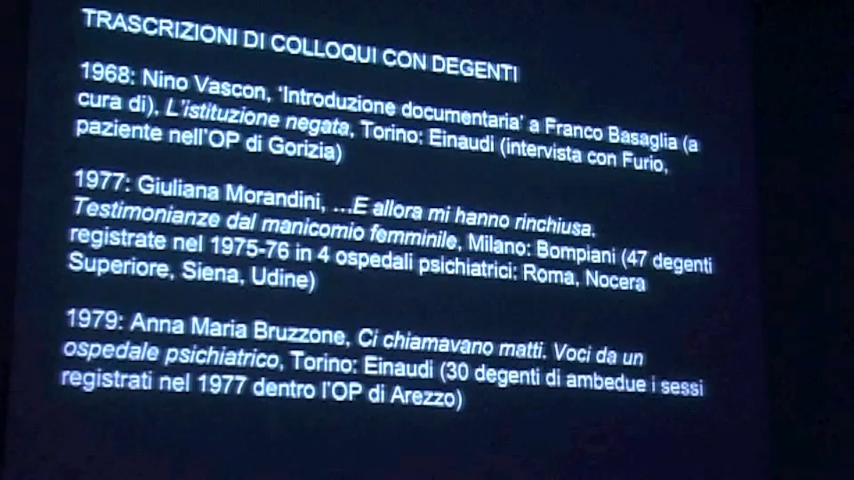 TRASCRIZIONI DI COLLOQUI CON DEGENTI
1968: Nino Vascon, ‘Introduzione documentaria’ a Franco Basaglia (a
cura di), L’istituzione negata, Torino: Einaudi (intervista con Furio,
paziente nell’OP di Gorizia)
1977: Giuliana Morandini, …E allora mi hanno rinchiusa.
Testimonianze dal manicomio femminile, Milano: Bompiani (47 degenti
registrate nel 1975-76 in 4 ospedali psichiatrici: Roma, Nocera
Superiore, Siena, Udine)
1979: Anna Maria Bruzzone, Ci chiamavano matti. Voci da un
ospedale psichiatrico, Torino: Einaudi (30 degenti di ambedue i sessi
registrati nel 1977 dentro l’OP di Arezzo)